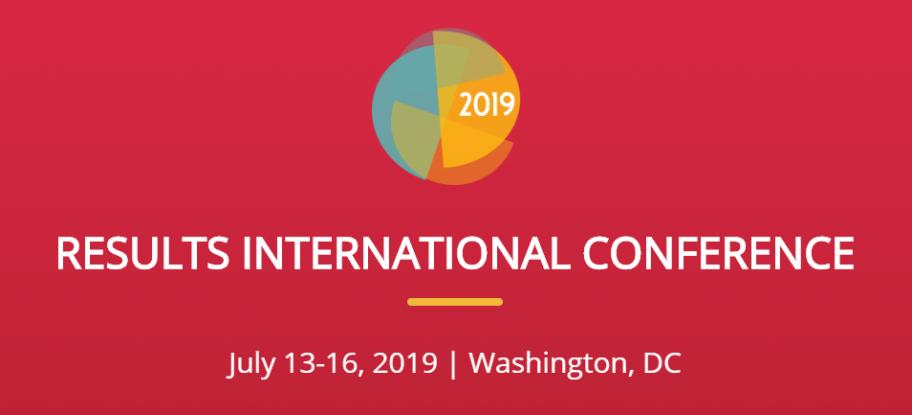 2019
RESULTS INTERNATIONAL CONFERENCE
July 13-16, 2019 | Washington, DC